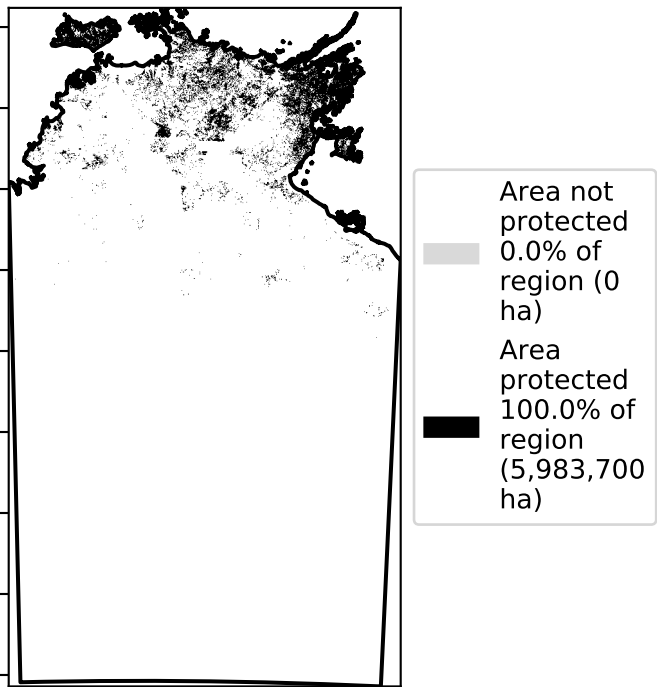 Area not
protected
0.0% of
region (0
ha)
Area
protected
100.0% of
region
(5,983,700
ha)